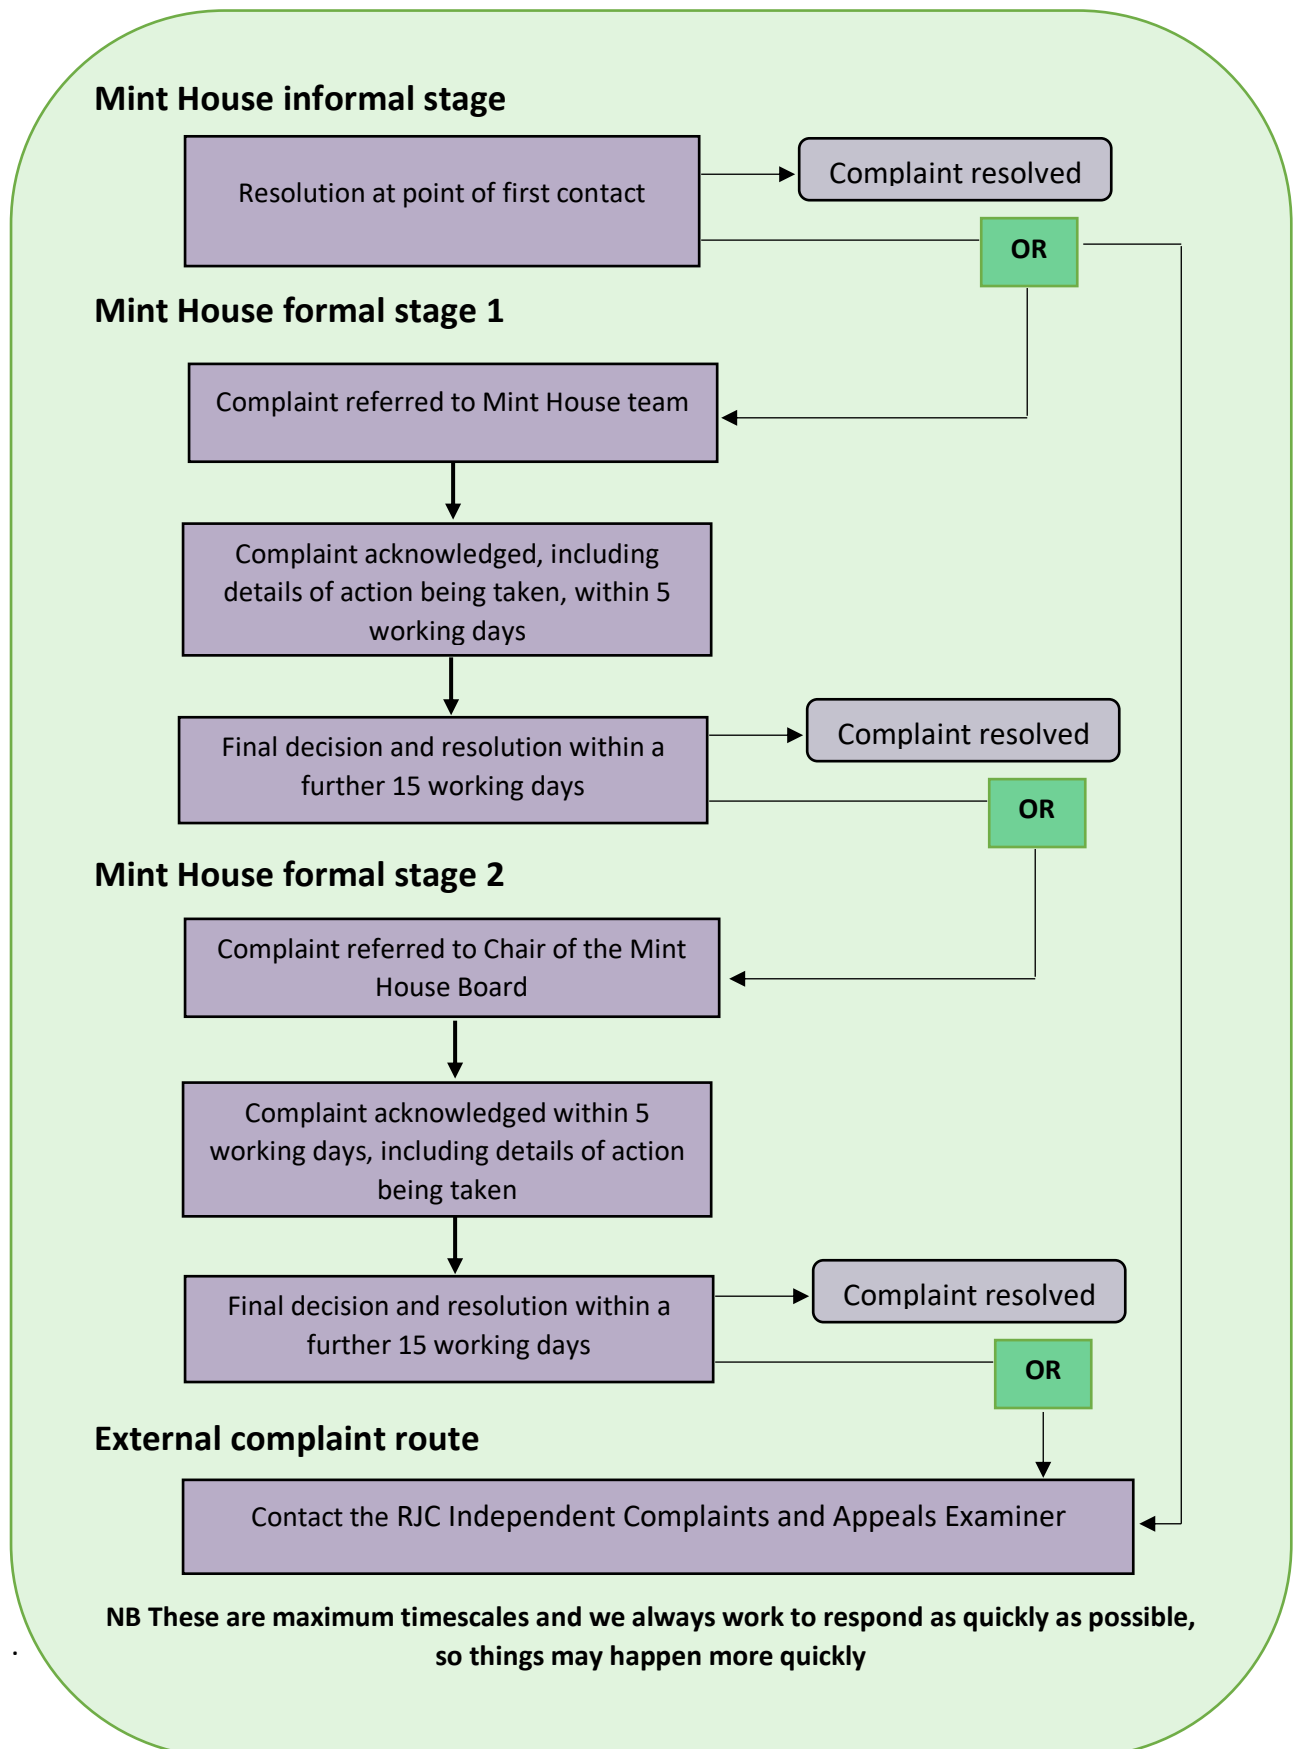 Mint House informal stage
Resolution at point of first contact
Complaint resolved
OR
Mint House formal stage 1
Complaint referred to Mint House team
Complaint acknowledged, including
details of action being taken, within 5
working days
Final decision and resolution within a
further 15 working days
Complaint resolved
OR
Mint House formal stage 2
Complaint referred to Chair of the Mint
House Board
Complaint acknowledged within 5
working days, including details of action
being taken
Final decision and resolution within a
further 15 working days
Complaint resolved
OR
External complaint route
Contact the RJC Independent Complaints and Appeals Examiner
NB These are maximum timescales and we always work to respond as quickly as possible,
so things may happen more quickly
.